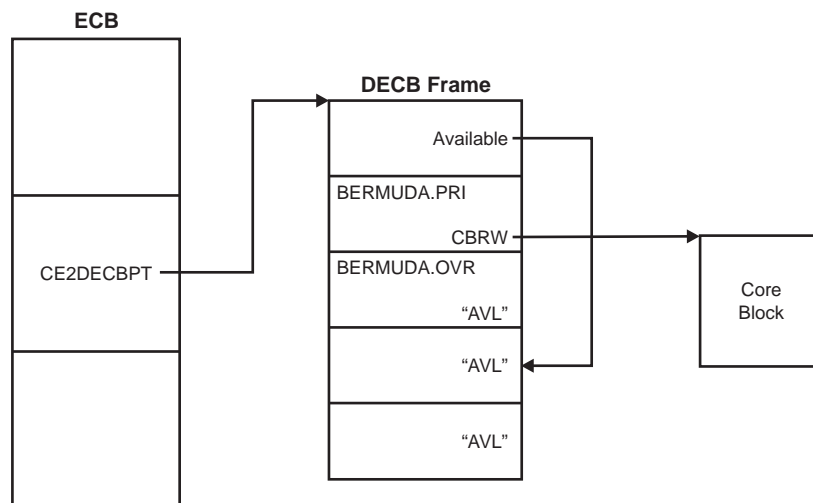 ECB
DECB Frame
Available
BERMUDA.PRI
CBRW
CE2DECBPT
BERMUDA.OVR
“AVL”
“AVL”
“AVL”
Core
Block